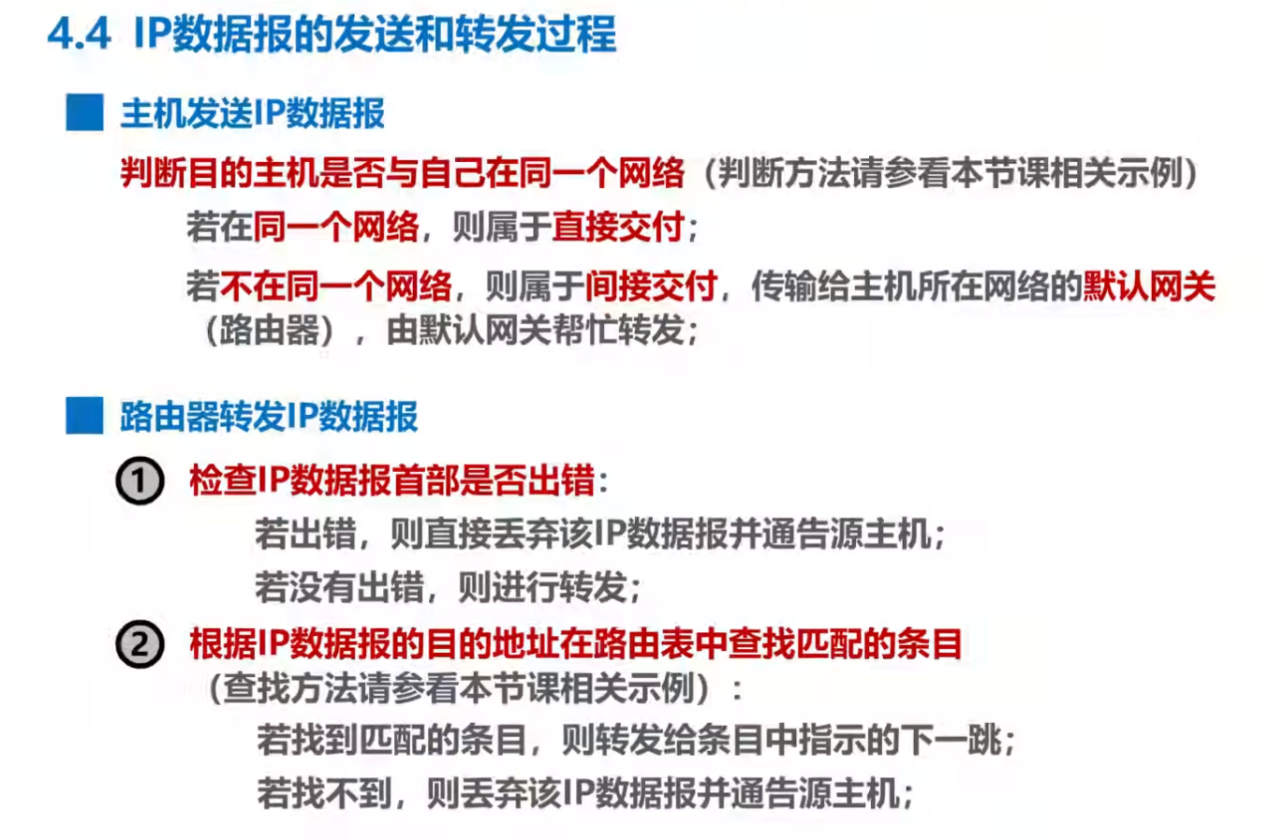 4.4 IP数据报的发送和转发过程
主机发送IP数据报
判断目的主机是否与自己在同一个网络（判断方法请参看本节课相关示例）
若在同一个网络，则属于直接交付；
若不在同一个网络，则属于间接交付，传输给主机所在网络的默认网关
（路由器），由默认网关帮忙转发；
路由器转发IP数据报
① 检查IP数据报首部是否出错：
若出错，则直接丢弃该IP数据报并通告源主机；
若没有出错，则进行转发；
② 根据IP数据报的目的地址在路由表中查找匹配的条目
（查找方法请参看本节课相关示例）：
若找到匹配的条目，则转发给条目中指示的下一跳；
若找不到，则丢弃该IP数据报并通告源主机；